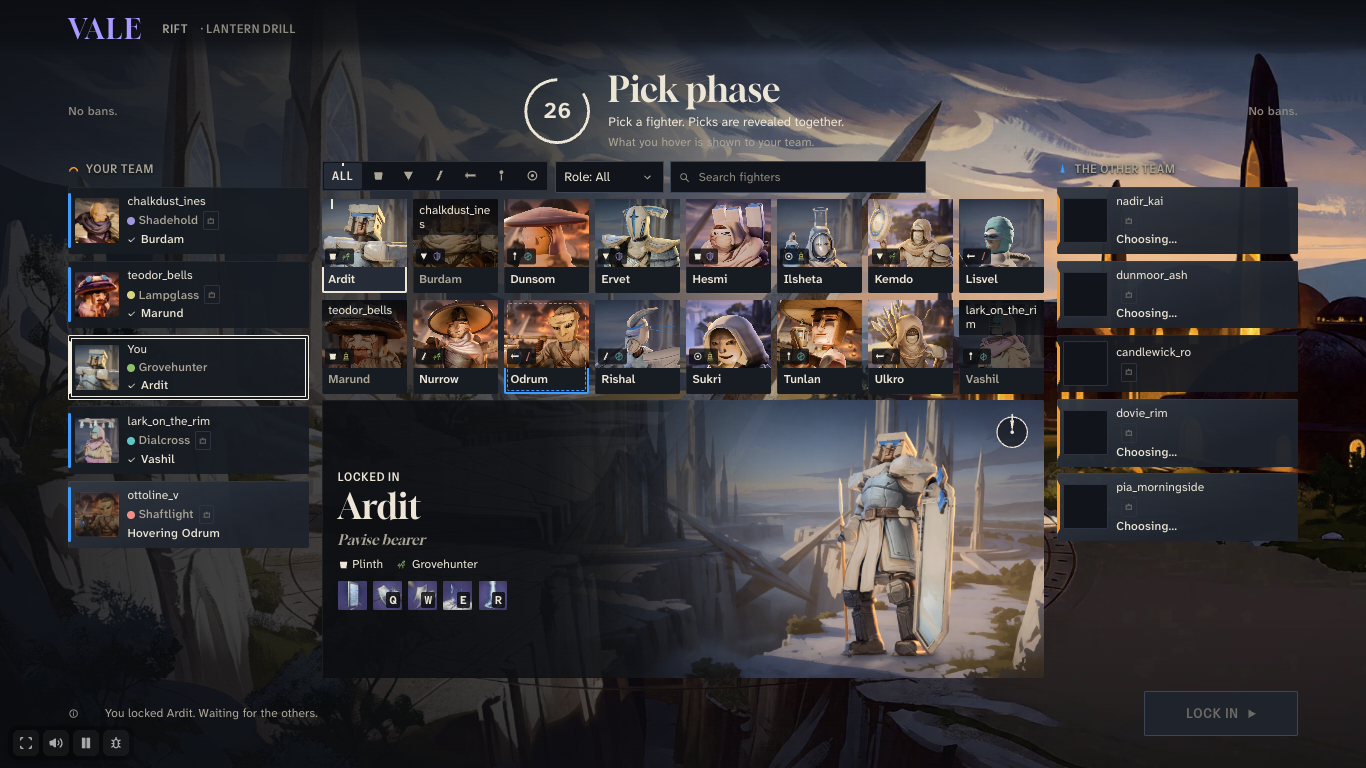 VALE
RIFT · LANTERN DRILL
No bans.
26
Pick phase
Pick a fighter. Picks are revealed together.
What you hover is shown to your team.
No bans.
YOUR TEAM
chalkdust_ines
Shadehold
Burdam
teodor_bells
Lampglass
Marund
You
Grovehunter
Ardit
lark_on_the_rim
Dialcross
Vashil
ottoline_v
Shaftlight
Hovering Odrum
ALL
Role: All
Search fighters
Ardit
chalkdust_ine
s
Burdam
Dunsom
Ervet
Hesmi
Ilsheta
Kemdo
Lisvel
teodor_bells
Marund
Nurrow
Odrum
Rishal
Sukri
Tunlan
Ulkro
lark_on_the_ri
m
Vashil
LOCKED IN
Ardit
Pavise bearer
Plinth Grovehunter
Q W E R
THE OTHER TEAM
nadir_kai
Choosing...
dunmoor_ash
Choosing...
candlewick_ro
dovie_rim
Choosing...
pia_morningside
Choosing...
You locked Ardit. Waiting for the others.
LOCK IN